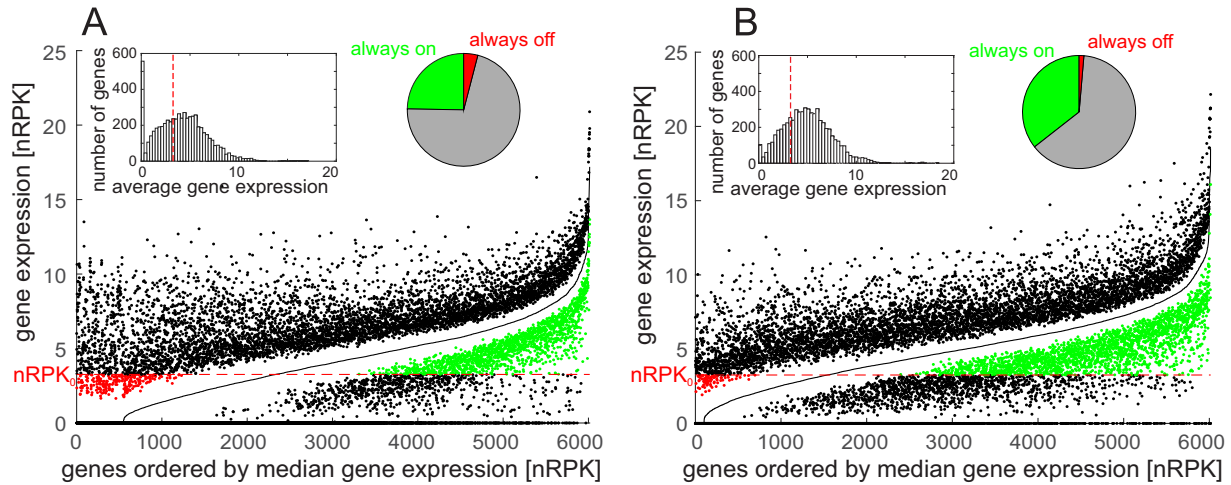 A
always on
always off
number of genes
600
400
200
0
0
10
20
average gene expression
25
20
15
10
5
nRPK0
0
gene expression [nRPK]
0
1000
2000
3000
4000
5000
6000
genes ordered by median gene expression [nRPK]
B
always on
always off
number of genes
600
400
200
0
0
10
20
average gene expression
25
20
15
10
5
nRPK0
0
gene expression [nRPK]
0
1000
2000
3000
4000
5000
6000
genes ordered by median gene expression [nRPK]